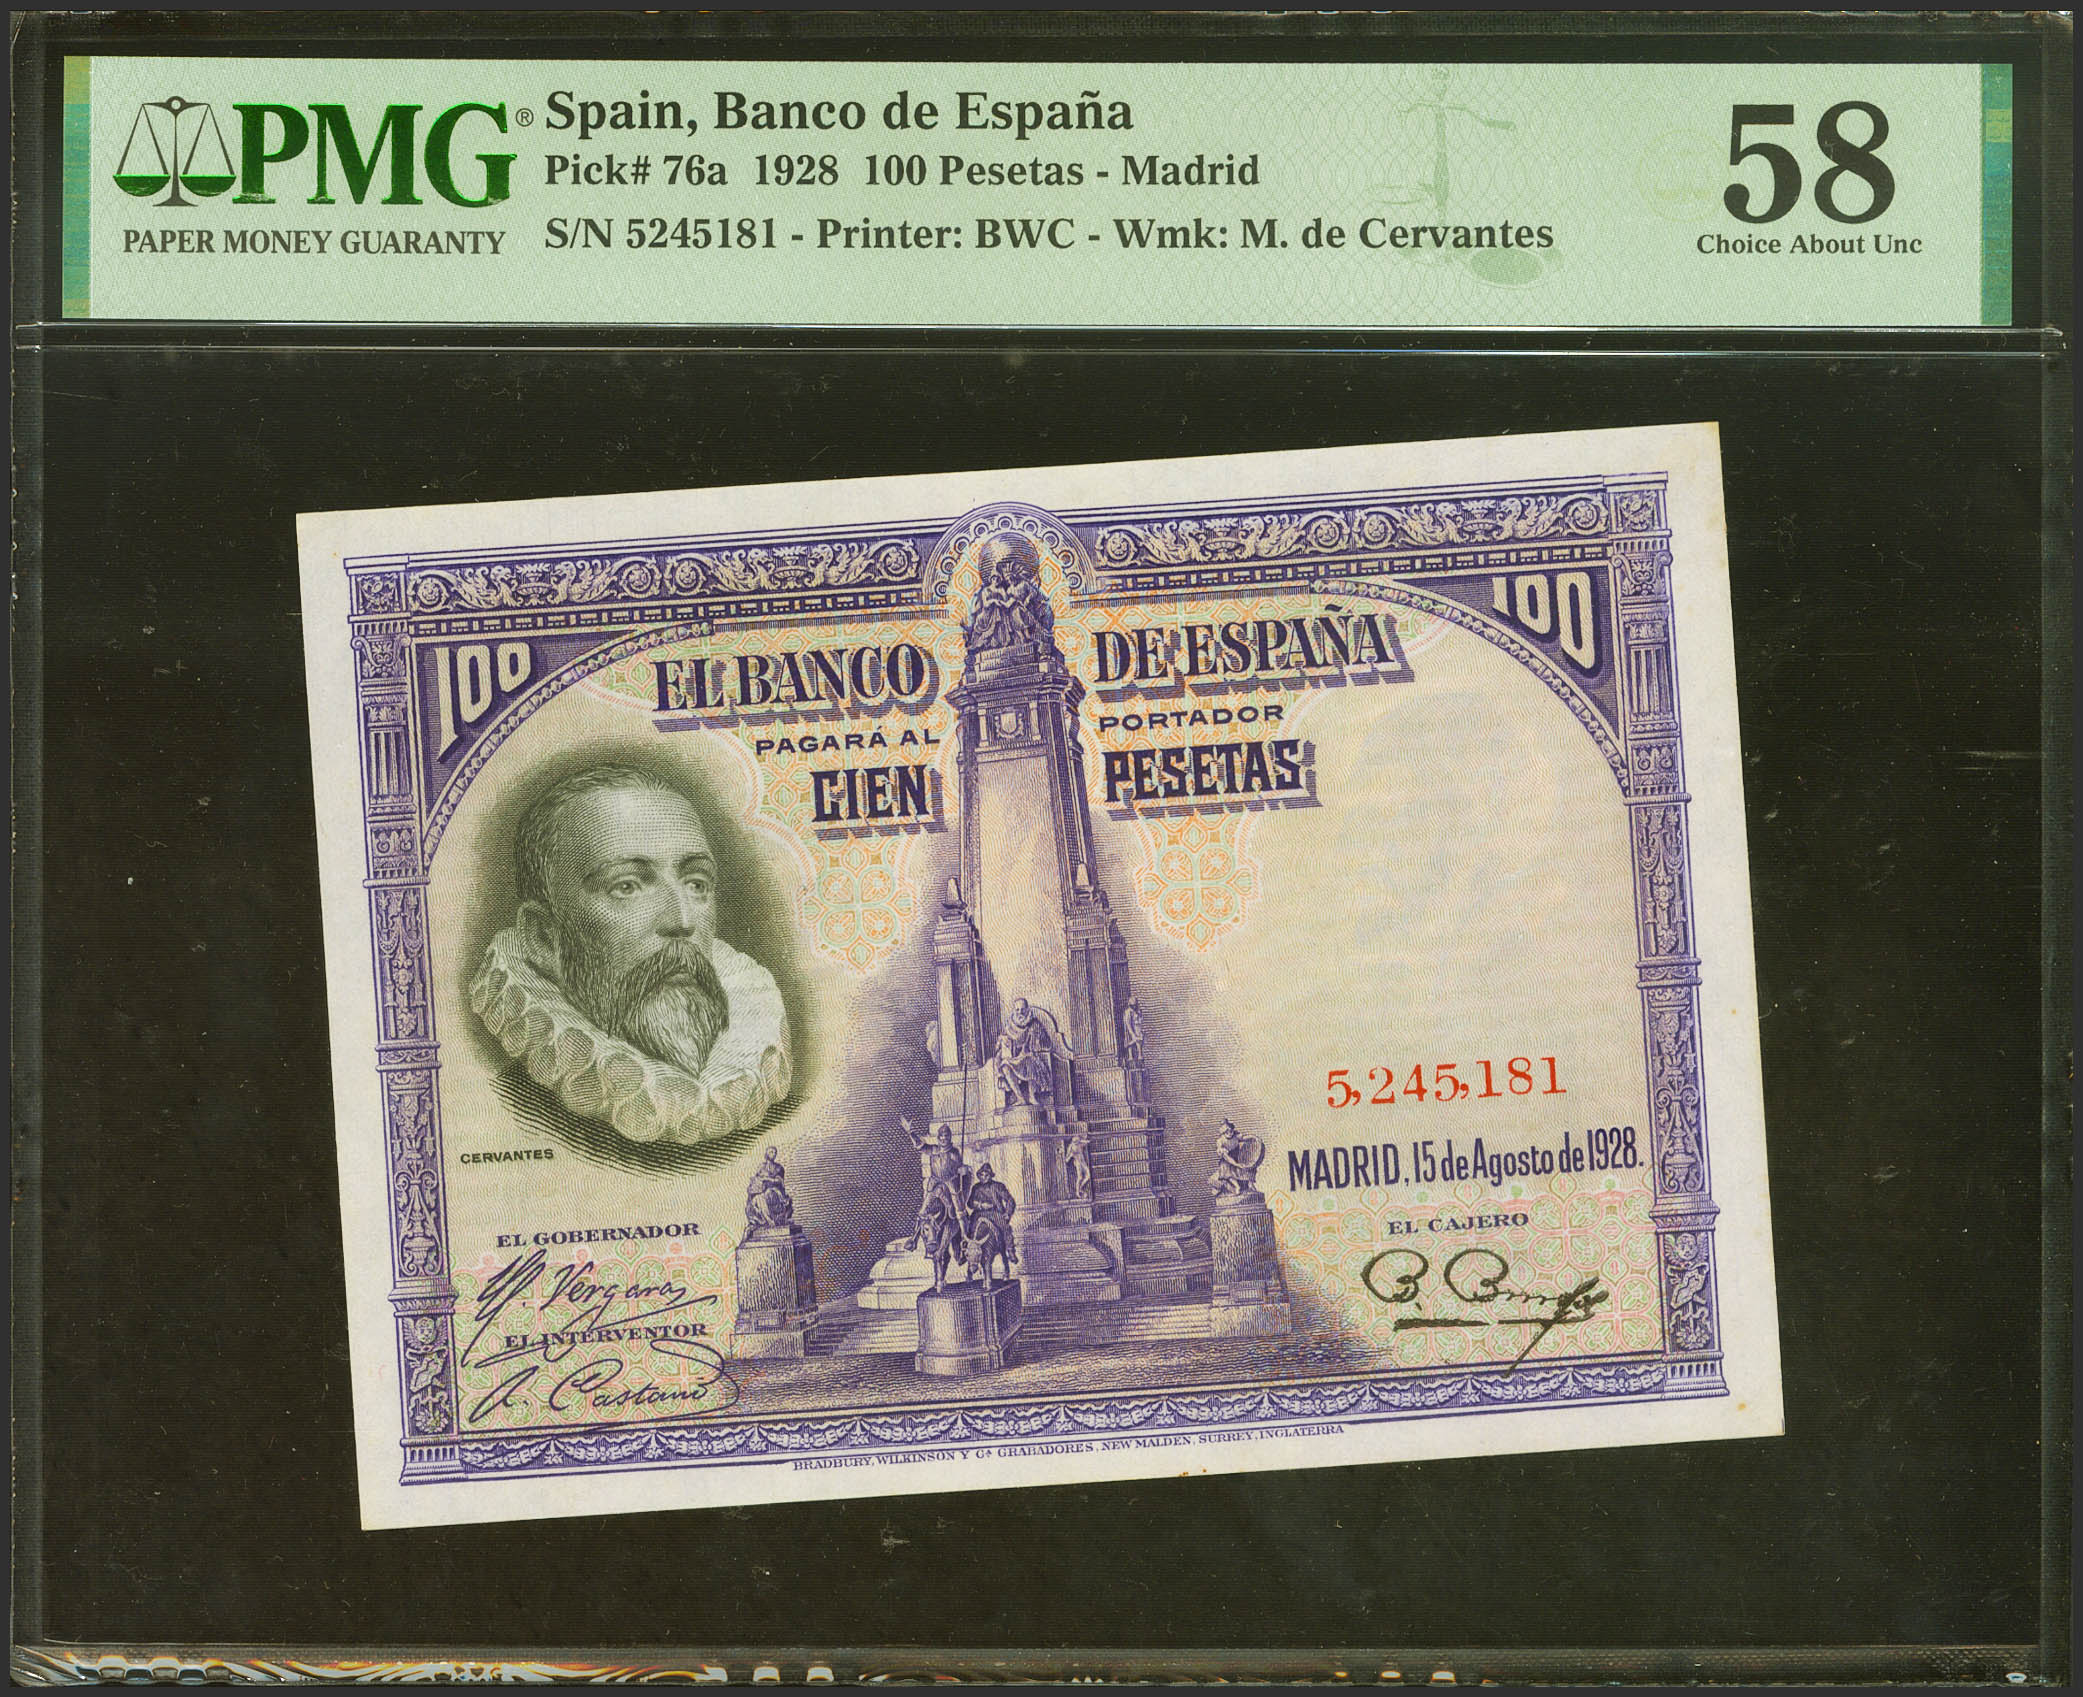 PMG®
PAPER MONEY GUARANTY
Spain, Banco de España
Pick# 76a 1928 100 Pesetas - Madrid
S/N 5245181 - Printer: BWC - Wmk: M. de Cervantes
58
Choice About Unc
100
100
EL BANCO DE ESPAÑA
PAGARÁ AL PORTADOR
CIEN PESETAS
CERVANTES
5,245,181
MADRID, 15 de Agosto de 1928.
EL GOBERNADOR
EL CAJERO
Vergara
EL INTERVENTOR
A. Castaño
BRADBURY, WILKINSON Y Cª GRABADORES, NEW MALDEN, SURREY, INGLATERRA